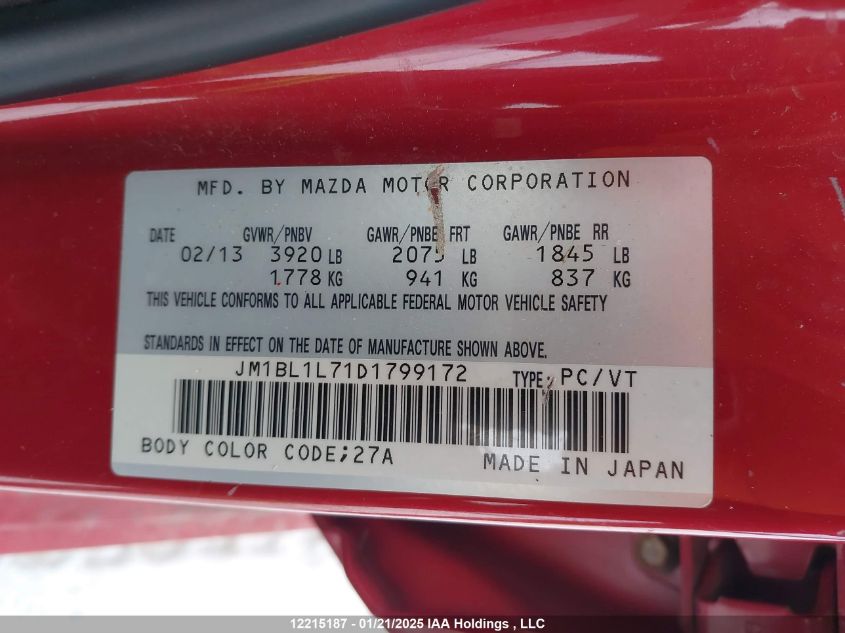 MFD. BY MAZDA MOTOR CORPORATION
DATE GVWR/PNBV GAWR/PNBE FRT GAWR/PNBE RR
02/13 3920 LB 2075 LB 1845 LB
1778 KG 941 KG 837 KG
THIS VEHICLE CONFORMS TO ALL APPLICABLE FEDERAL MOTOR VEHICLE SAFETY
STANDARDS IN EFFECT ON THE DATE OF MANUFACTURE SHOWN ABOVE.
JM1BL1L71D1799172 TYPE: PC/VT
BODY COLOR CODE;27A MADE IN JAPAN
12215187 - 01/21/2025 IAA Holdings , LLC